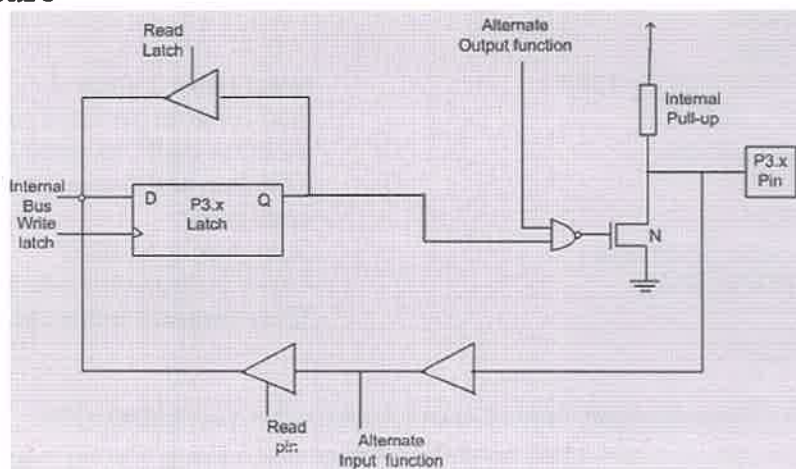 Read
Latch
Alternate
Output function
Internal
Pull-up
P3.x
Pin
Internal
Bus
Write
latch
D
P3.x
Latch
Q
N
Read
pin
Alternate
Input function